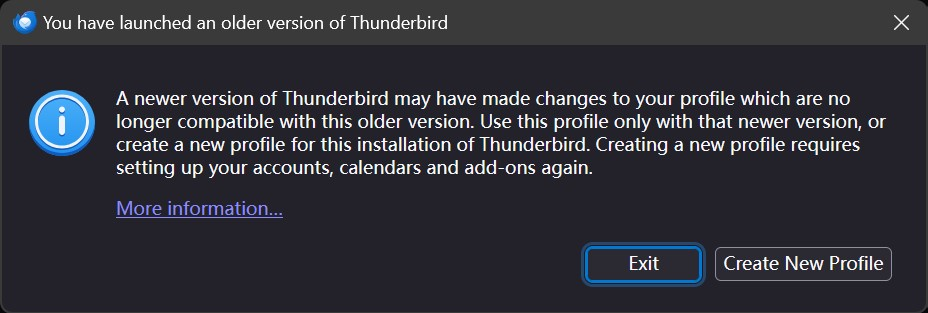 You have launched an older version of Thunderbird
A newer version of Thunderbird may have made changes to your profile which are no
longer compatible with this older version. Use this profile only with that newer version, or
create a new profile for this installation of Thunderbird. Creating a new profile requires
setting up your accounts, calendars and add-ons again.
More information...
Exit
Create New Profile